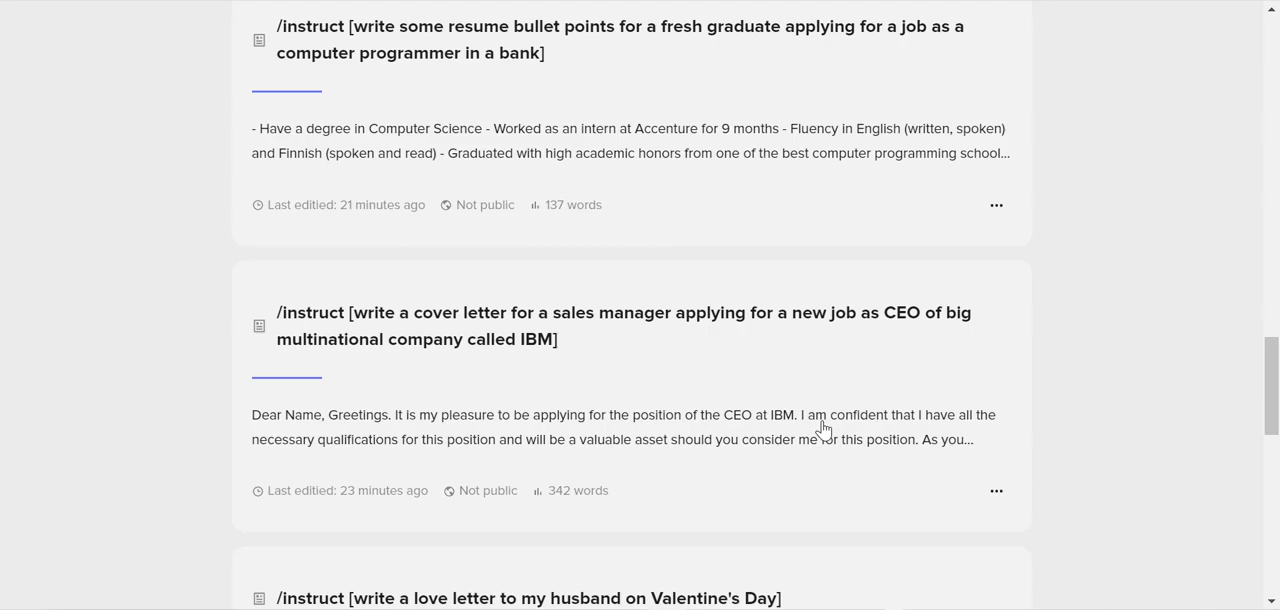 /instruct [write some resume bullet points for a fresh graduate applying for a job as a
computer programmer in a bank]
- Have a degree in Computer Science - Worked as an intern at Accenture for 9 months - Fluency in English (written, spoken)
and Finnish (spoken and read) - Graduated with high academic honors from one of the best computer programming school...
Last editied: 21 minutes ago Not public 137 words
/instruct [write a cover letter for a sales manager applying for a new job as CEO of big
multinational company called IBM]
Dear Name, Greetings. It is my pleasure to be applying for the position of the CEO at IBM. I am confident that I have all the
necessary qualifications for this position and will be a valuable asset should you consider me for this position. As you...
Last editied: 23 minutes ago Not public 342 words
/instruct [write a love letter to my husband on Valentine's Day]